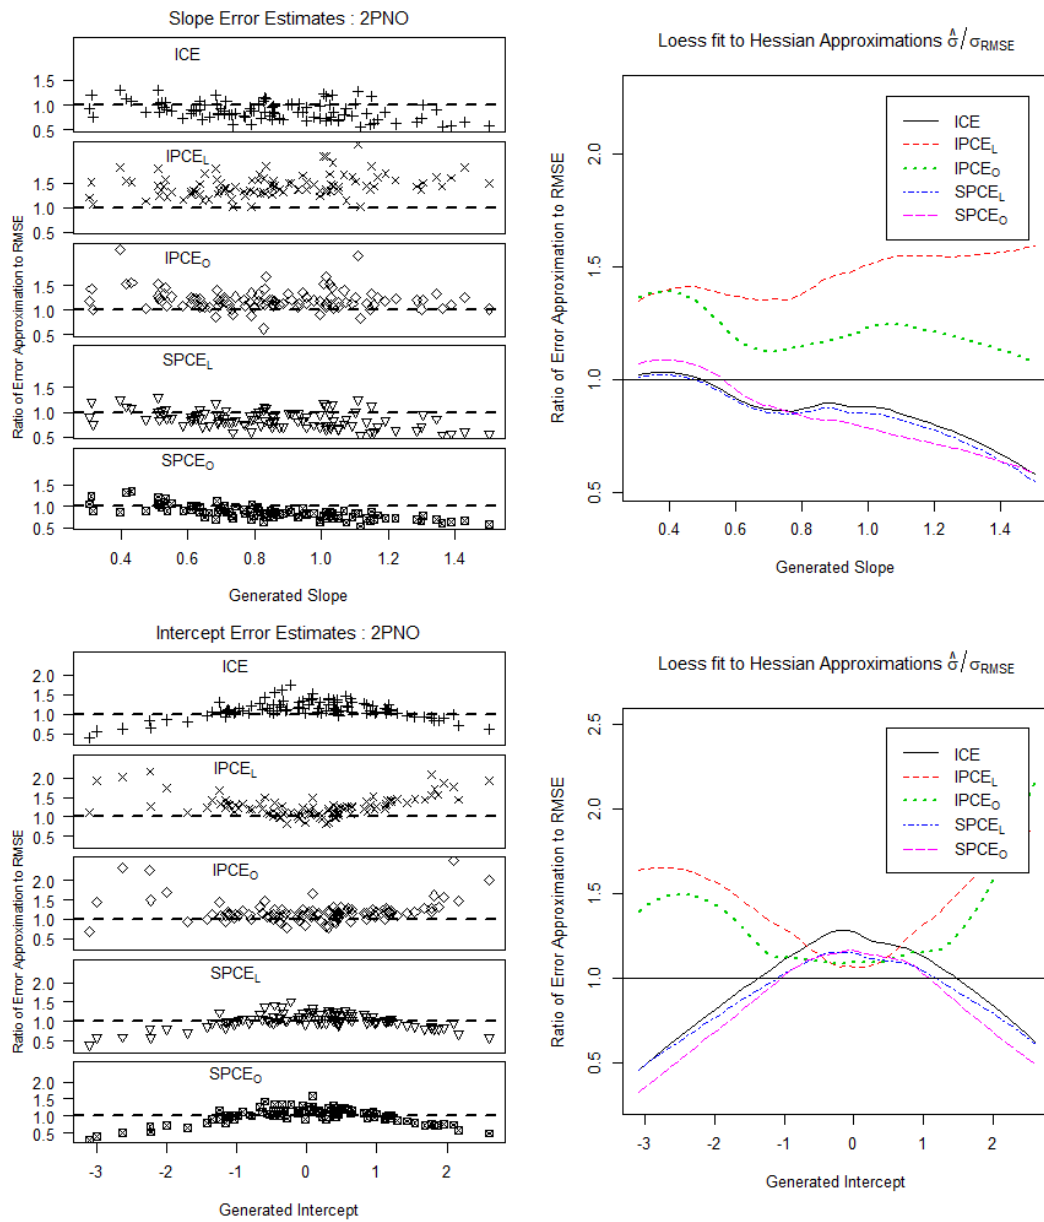 Slope Error Estimates : 2PNO
ICE
1.5
1.0
0.5
IPCE_L
1.5
1.0
0.5
IPCE_O
1.5
1.0
0.5
SPCE_L
1.5
1.0
0.5
SPCE_O
1.5
1.0
0.5
Ratio of Error Approximation to RMSE
0.4 0.6 0.8 1.0 1.2 1.4
Generated Slope
Loess fit to Hessian Approximations σ̂/σ_RMSE
ICE
IPCE_L
IPCE_O
SPCE_L
SPCE_O
2.0
1.5
1.0
0.5
Ratio of Error Approximation to RMSE
0.4 0.6 0.8 1.0 1.2 1.4
Generated Slope
Intercept Error Estimates : 2PNO
ICE
2.0
1.5
1.0
0.5
IPCE_L
2.0
1.5
1.0
0.5
IPCE_O
2.0
1.5
1.0
0.5
SPCE_L
2.0
1.5
1.0
0.5
SPCE_O
2.0
1.5
1.0
0.5
Ratio of Error Approximation to RMSE
-3 -2 -1 0 1 2
Generated Intercept
Loess fit to Hessian Approximations σ̂/σ_RMSE
ICE
IPCE_L
IPCE_O
SPCE_L
SPCE_O
2.5
2.0
1.5
1.0
0.5
Ratio of Error Approximation to RMSE
-3 -2 -1 0 1 2
Generated Intercept